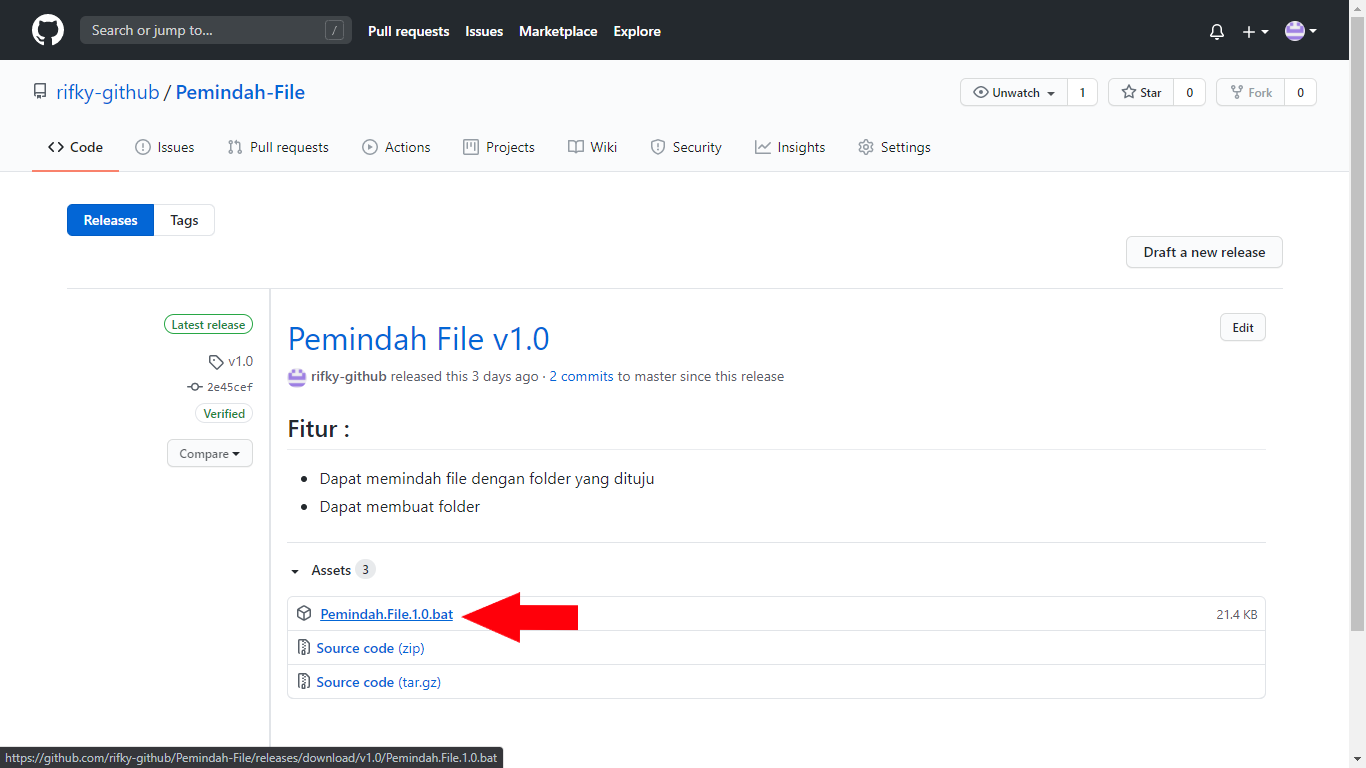 Search or jump to... /
Pull requests Issues Marketplace Explore
rifky-github / Pemindah-File
Unwatch 1 Star 0 Fork 0
Code Issues Pull requests Actions Projects Wiki Security Insights Settings
Releases Tags
Draft a new release
Latest release
v1.0
2e45cef
Verified
Compare
Pemindah File v1.0
Edit
rifky-github released this 3 days ago · 2 commits to master since this release
Fitur :
• Dapat memindah file dengan folder yang dituju
• Dapat membuat folder
Assets 3
Pemindah.File.1.0.bat 21.4 KB
Source code (zip)
Source code (tar.gz)
https://github.com/rifky-github/Pemindah-File/releases/download/v1.0/Pemindah.File.1.0.bat